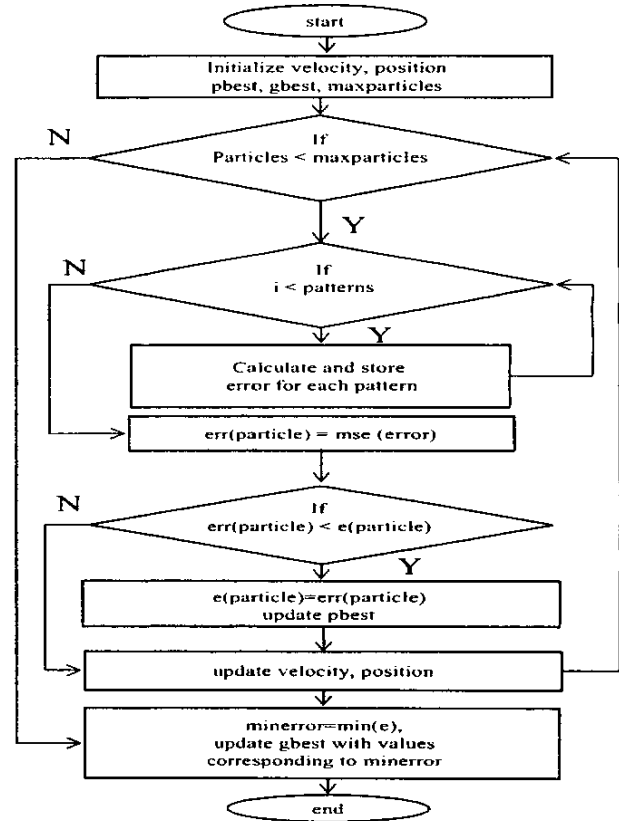 start
Initialize velocity, position
pbest, gbest, maxparticles
N
If
Particles < maxparticles
Y
N
If
i < patterns
Y
Calculate and store
error for each pattern
err(particle) = mse (error)
N
If
err(particle) < e(particle)
Y
e(particle)=err(particle)
update pbest
update velocity, position
minerror=min(e),
update gbest with values
corresponding to minerror
end